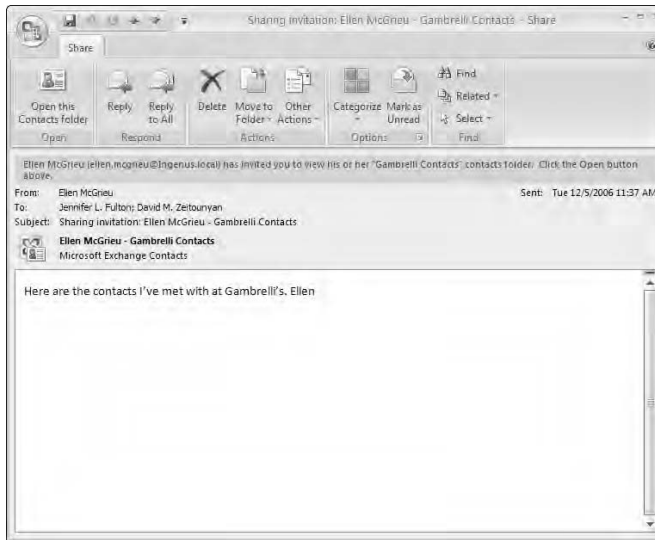 Sharing invitation: Ellen McGrieu - Gambrelli Contacts - Share
Share
Open this Contacts folder
Reply
Reply to All
Delete
Move to Folder
Other Actions
Categorize
Mark as Unread
Find
Related
Select
Open
Respond
Actions
Options
Find
Ellen McGrieu (ellen.mcgrieu@Ingenus.local) has invited you to view his or her "Gambrelli Contacts" contacts folder. Click the Open button
above.
From: Ellen McGrieu
Sent: Tue 12/5/2006 11:37 AM
To: Jennifer L. Fulton; David M. Zeitounyan
Subject: Sharing invitation: Ellen McGrieu - Gambrelli Contacts
Ellen McGrieu - Gambrelli Contacts
Microsoft Exchange Contacts
Here are the contacts I've met with at Gambrelli's. Ellen